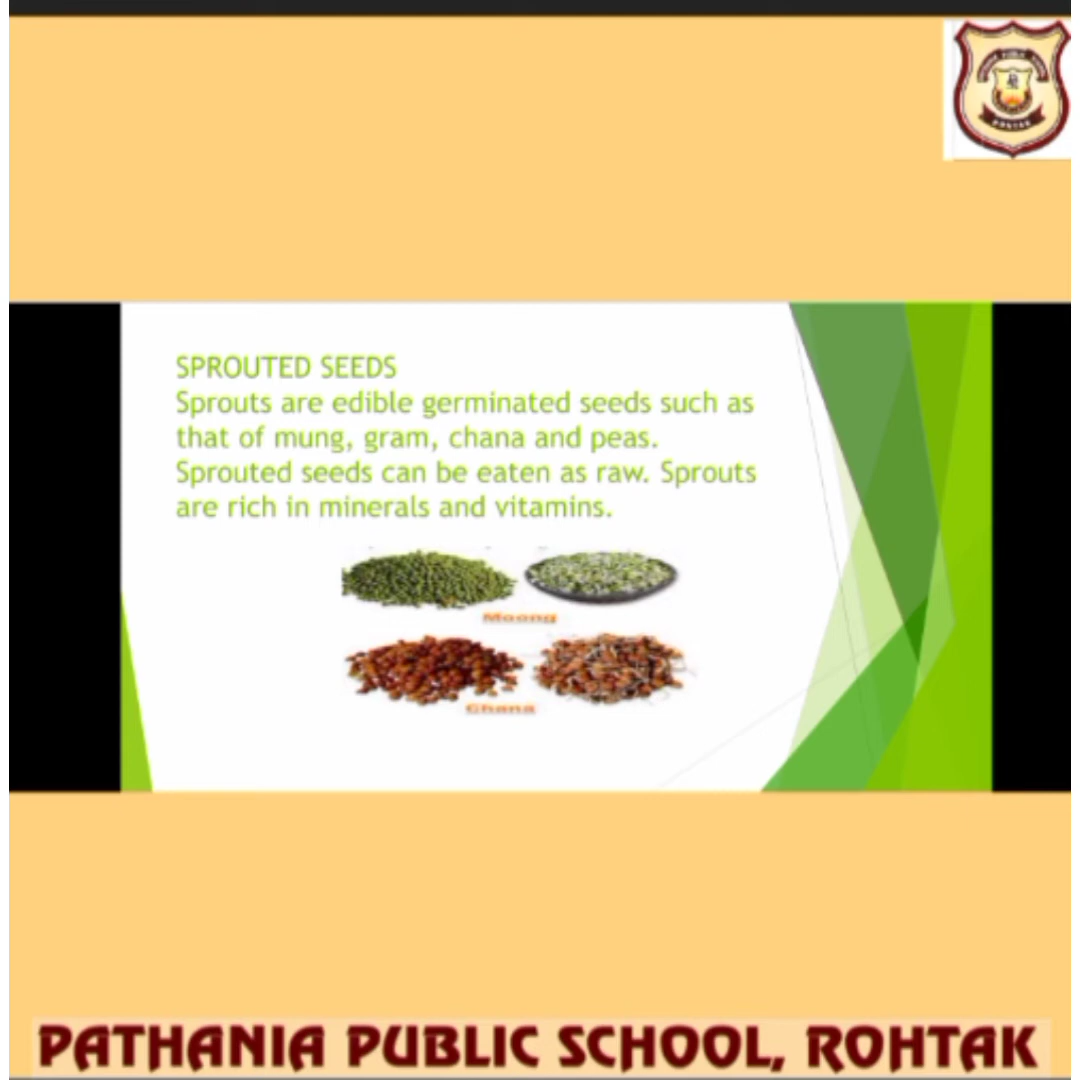 SPROUTED SEEDS
Sprouts are edible germinated seeds such as
that of mung, gram, chana and peas.
Sprouted seeds can be eaten as raw. Sprouts
are rich in minerals and vitamins.
Moong
Chana
PATHANIA PUBLIC SCHOOL, ROHTAK